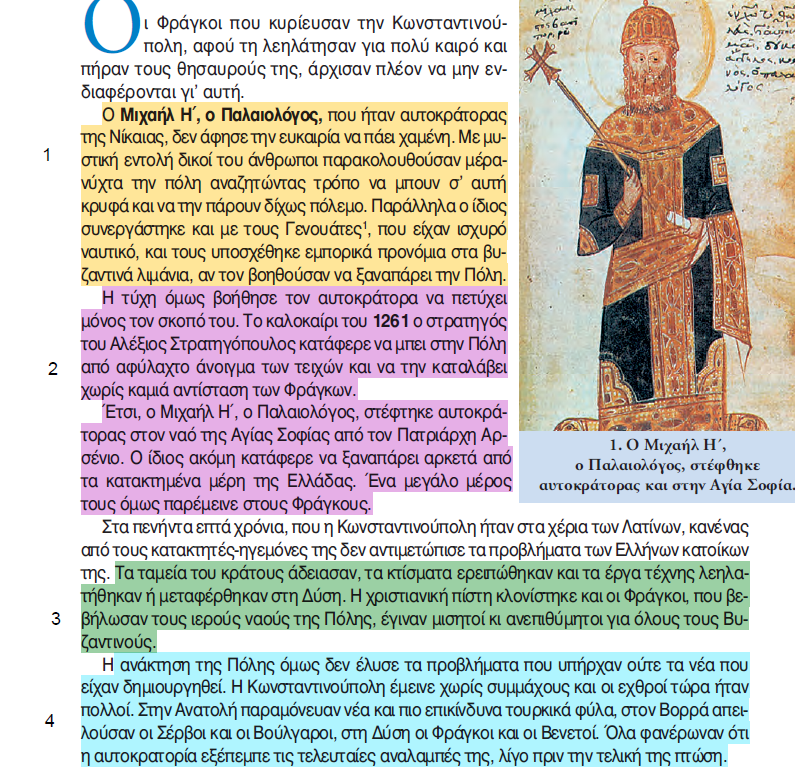 Οι Φράγκοι που κυρίευσαν την Κωνσταντινού-
πολη, αφού τη λεηλάτησαν για πολύ καιρό και
πήραν τους θησαυρούς της, άρχισαν πλέον να μην εν-
διαφέρονται γι’ αυτή.
Ο Μιχαήλ Η΄, ο Παλαιολόγος, που ήταν αυτοκράτορας
της Νίκαιας, δεν άφησε την ευκαιρία να πάει χαμένη. Με μυ-
στική εντολή δικοί του άνθρωποι παρακολουθούσαν μέρα-
νύχτα την πόλη αναζητώντας τρόπο να μπουν σ’ αυτή
κρυφά και να την πάρουν δίχως πόλεμο. Παράλληλα ο ίδιος
συνεργάστηκε και με τους Γενουάτες¹, που είχαν ισχυρό
ναυτικό, και τους υποσχέθηκε εμπορικά προνόμια στα βυ-
ζαντινά λιμάνια, αν τον βοηθούσαν να ξαναπάρει την Πόλη.
1
Η τύχη όμως βοήθησε τον αυτοκράτορα να πετύχει
μόνος τον σκοπό του. Το καλοκαίρι του 1261 ο στρατηγός
του Αλέξιος Στρατηγόπουλος κατάφερε να μπει στην Πόλη
από αφύλαχτο άνοιγμα των τειχών και να την καταλάβει
χωρίς καμιά αντίσταση των Φράγκων.
2
Έτσι, ο Μιχαήλ Η΄, ο Παλαιολόγος, στέφτηκε αυτοκρά-
τορας στον ναό της Αγίας Σοφίας από τον Πατριάρχη Αρ-
σένιο. Ο ίδιος ακόμη κατάφερε να ξαναπάρει αρκετά από
τα κατακτημένα μέρη της Ελλάδας. Ένα μεγάλο μέρος
τους όμως παρέμεινε στους Φράγκους.
1. Ο Μιχαήλ Η΄,
ο Παλαιολόγος, στέφθηκε
αυτοκράτορας και στην Αγία Σοφία.
Στα πενήντα επτά χρόνια, που η Κωνσταντινούπολη ήταν στα χέρια των Λατίνων, κανένας
από τους κατακτητές-ηγεμόνες της δεν αντιμετώπισε τα προβλήματα των Ελλήνων κατοίκων
της. Τα ταμεία του κράτους άδειασαν, τα κτίσματα ερειπώθηκαν και τα έργα τέχνης λεηλα-
τήθηκαν ή μεταφέρθηκαν στη Δύση. Η χριστιανική πίστη κλονίστηκε και οι Φράγκοι, που βε-
βήλωσαν τους ιερούς ναούς της Πόλης, έγιναν μισητοί κι ανεπιθύμητοι για όλους τους Βυ-
ζαντινούς.
3
Η ανάκτηση της Πόλης όμως δεν έλυσε τα προβλήματα που υπήρχαν ούτε τα νέα που
είχαν δημιουργηθεί. Η Κωνσταντινούπολη έμεινε χωρίς συμμάχους και οι εχθροί τώρα ήταν
πολλοί. Στην Ανατολή παραμόνευαν νέα και πιο επικίνδυνα τουρκικά φύλα, στον Βορρά απει-
λούσαν οι Σέρβοι και οι Βούλγαροι, στη Δύση οι Φράγκοι και οι Βενετοί. Όλα φανέρωναν ότι
η αυτοκρατορία εξέπεμπε τις τελευταίες αναλαμπές της, λίγο πριν την τελική της πτώση.
4